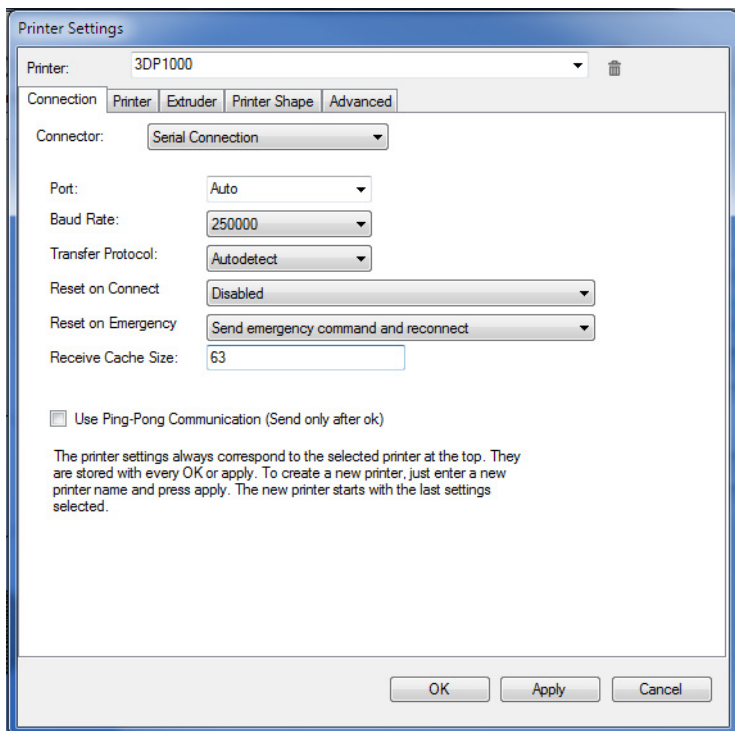 Printer Settings
Printer: 3DP1000
Connection Printer Extruder Printer Shape Advanced
Connector: Serial Connection
Port: Auto
Baud Rate: 250000
Transfer Protocol: Autodetect
Reset on Connect Disabled
Reset on Emergency Send emergency command and reconnect
Receive Cache Size: 63
Use Ping-Pong Communication (Send only after ok)
The printer settings always correspond to the selected printer at the top. They
are stored with every OK or apply. To create a new printer, just enter a new
printer name and press apply. The new printer starts with the last settings
selected.
OK Apply Cancel